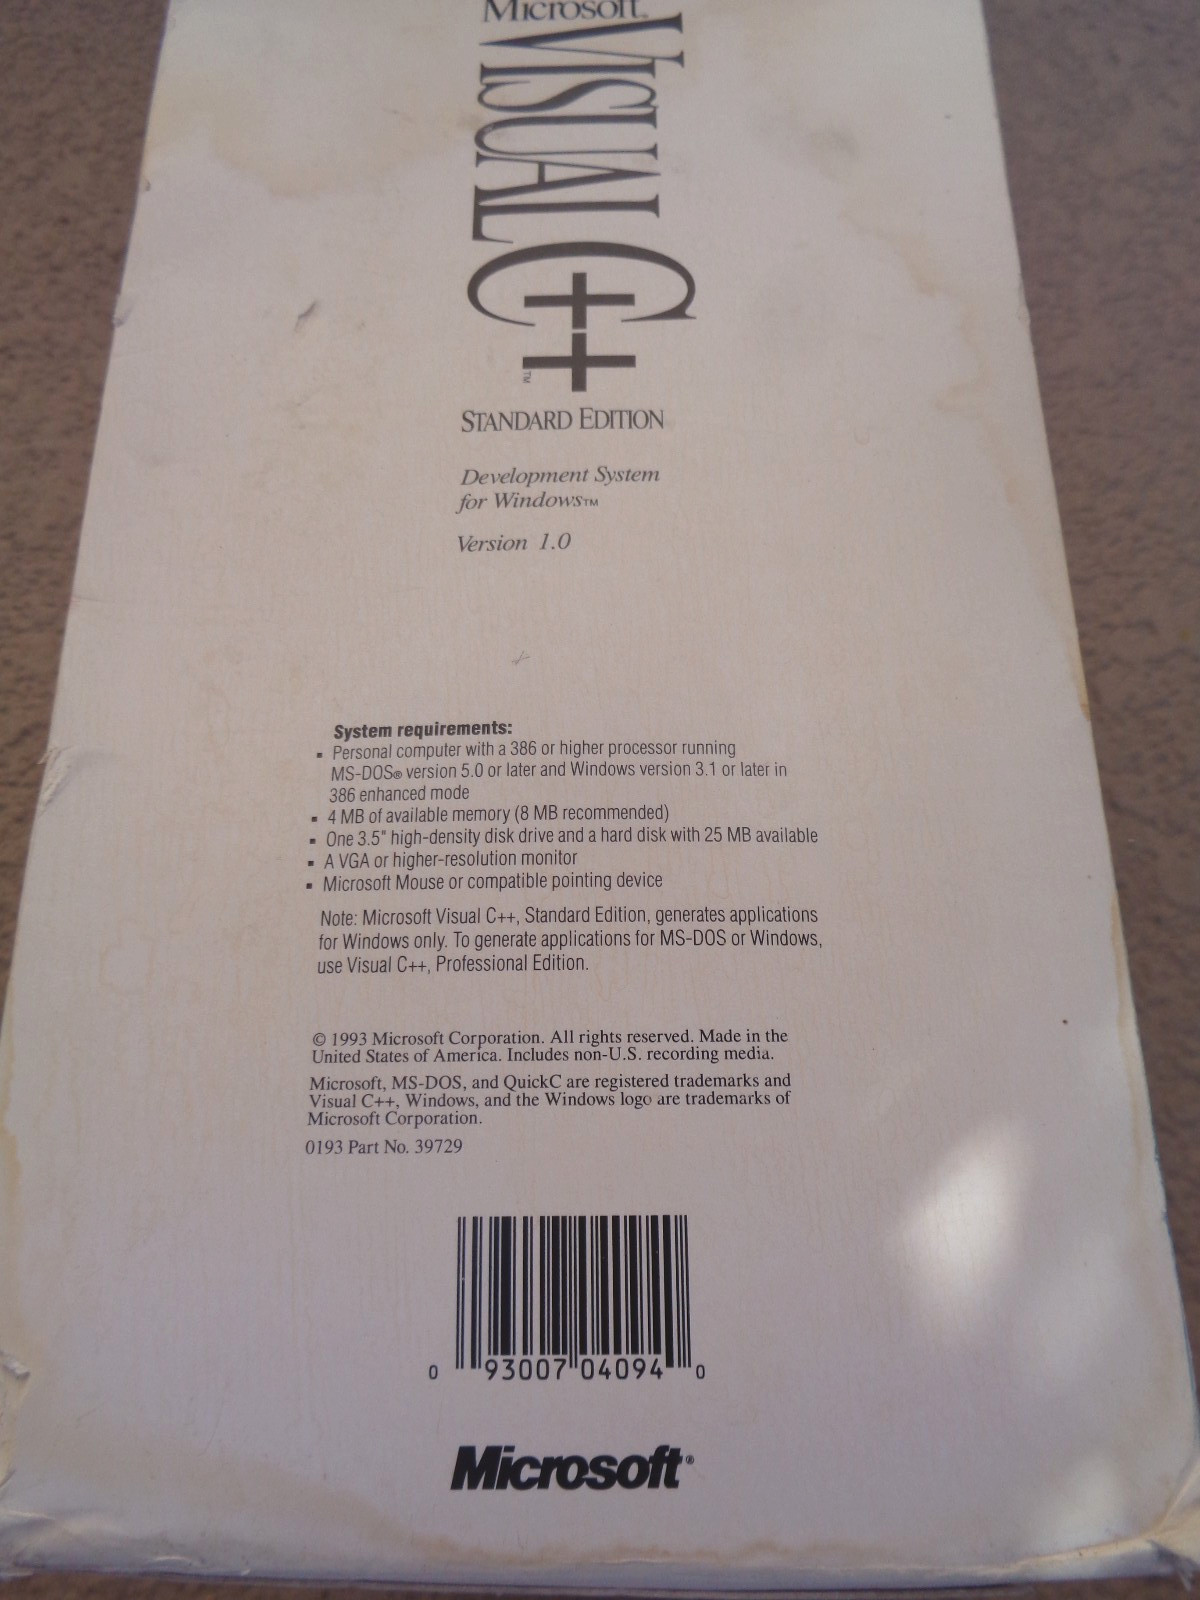 Microsoft™
VISUAL C++™
STANDARD EDITION
Development System
for Windows™
Version 1.0
System requirements:
▪ Personal computer with a 386 or higher processor running
MS-DOS® version 5.0 or later and Windows version 3.1 or later in
386 enhanced mode
▪ 4 MB of available memory (8 MB recommended)
▪ One 3.5" high-density disk drive and a hard disk with 25 MB available
▪ A VGA or higher-resolution monitor
▪ Microsoft Mouse or compatible pointing device
Note: Microsoft Visual C++, Standard Edition, generates applications
for Windows only. To generate applications for MS-DOS or Windows,
use Visual C++, Professional Edition.
© 1993 Microsoft Corporation. All rights reserved. Made in the
United States of America. Includes non-U.S. recording media.
Microsoft, MS-DOS, and QuickC are registered trademarks and
Visual C++, Windows, and the Windows logo are trademarks of
Microsoft Corporation.
0193 Part No. 39729
0 93007 04094 0
Microsoft®